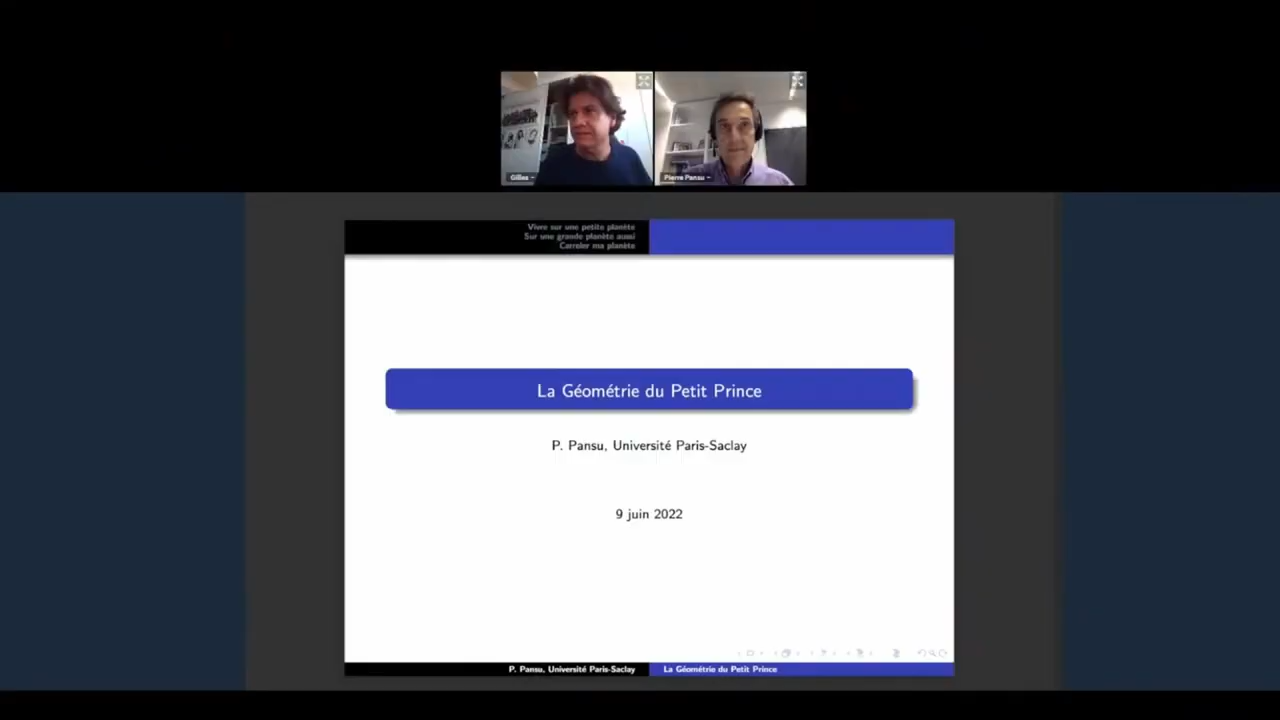 Gilles
Pierre Pansu
Vivre sur une petite planète
Sur une grande planète aussi
Carreler ma planète
La Géométrie du Petit Prince
P. Pansu, Université Paris-Saclay
9 juin 2022
P. Pansu, Université Paris-Saclay
La Géométrie du Petit Prince